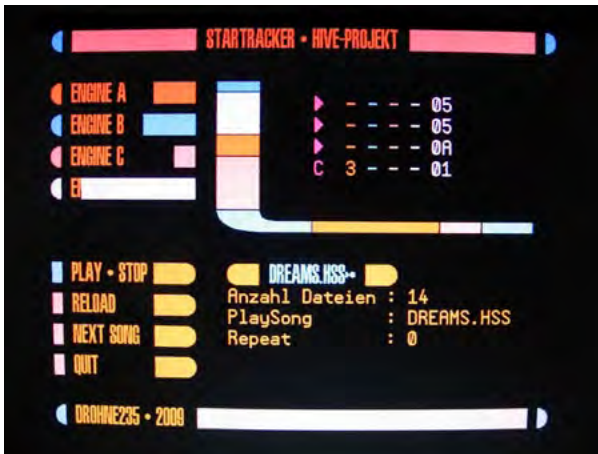 STARTRACKER • HIVE-PROJEKT
ENGINE A
ENGINE B
ENGINE C
- - - - 05
- - - - 05
- - - - 0A
C 3 - - - 01
PLAY • STOP
RELOAD
NEXT SONG
QUIT
DREAMS.HSS
Anzahl Dateien : 14
PlaySong : DREAMS.HSS
Repeat : 0
DROHNE235 • 2009